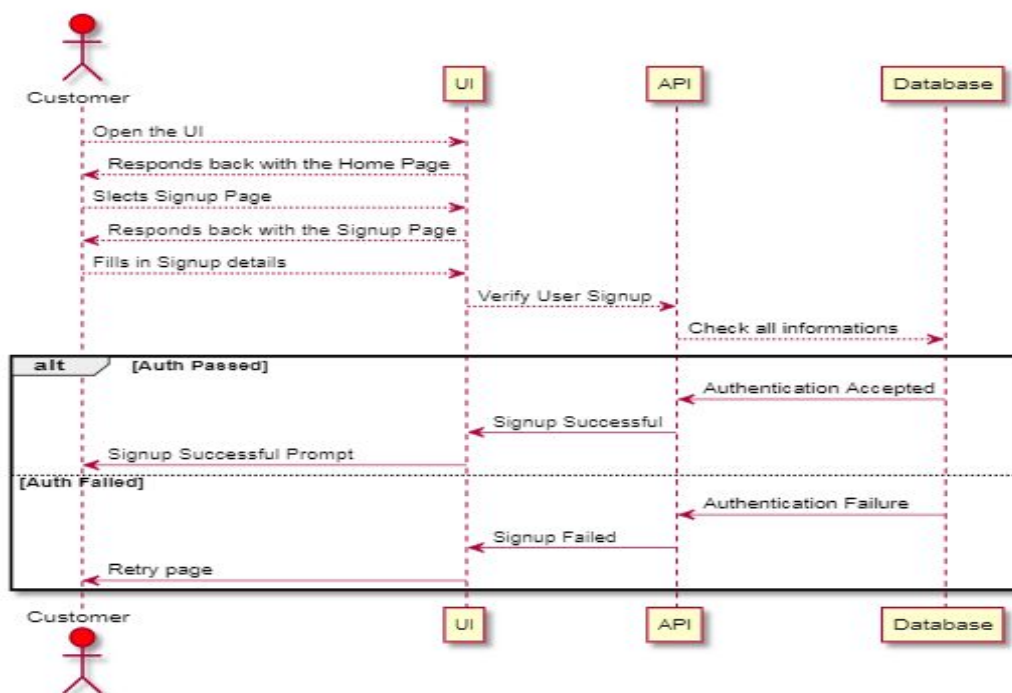 Customer
UI
API
Database
Open the UI
Responds back with the Home Page
Slects Signup Page
Responds back with the Signup Page
Fills in Signup details
Verify User Signup
Check all informations
alt [Auth Passed]
Authentication Accepted
Signup Successful
Signup Successful Prompt
[Auth Failed]
Authentication Failure
Signup Failed
Retry page
Customer
UI
API
Database